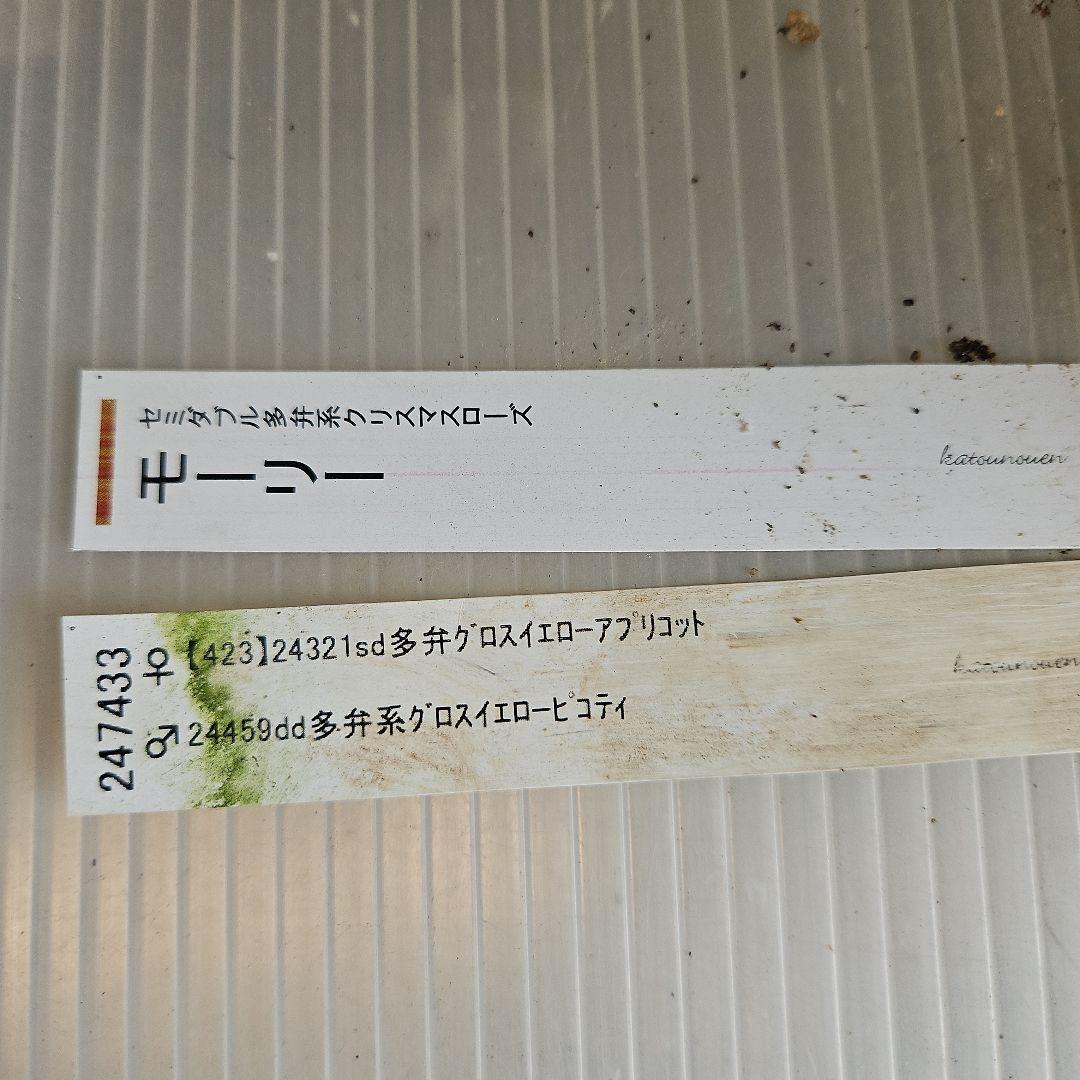 セミダブル多弁系クリスマスローズ
モーリー
katounouen
247433
♀【423】24321sd多弁グロスイエローアプリコット
♂24459dd多弁系グロスイエローピコティ
katounouen